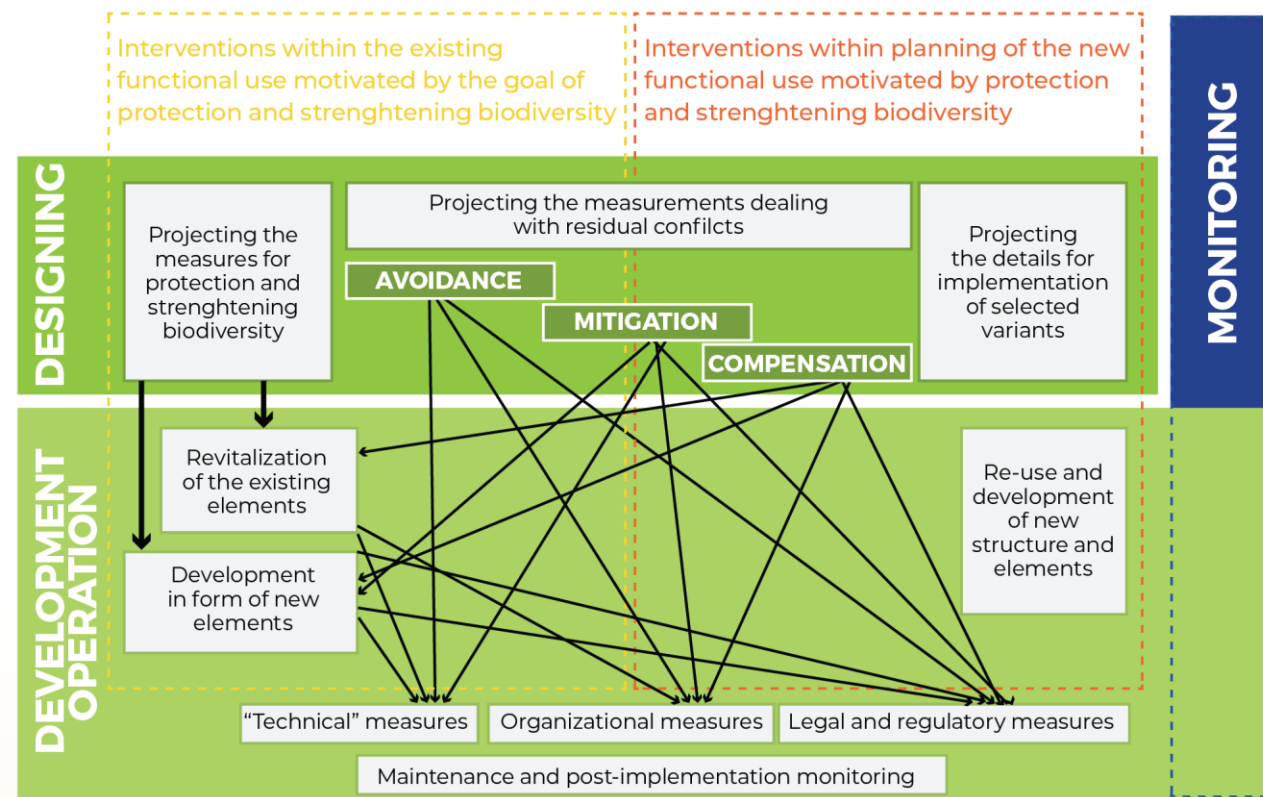 Interventions within the existing
functional use motivated by the goal of
protection and strenghtening biodiversity
Interventions within planning of the new
functional use motivated by protection
and strenghtening biodiversity
MONITORING
DESIGNING
Projecting the
measures for
protection and
strenghtening
biodiversity
Projecting the measurements dealing
with residual confilcts
AVOIDANCE
MITIGATION
COMPENSATION
Projecting
the details for
implementation
of selected
variants
DEVELOPMENT
OPERATION
Revitalization
of the existing
elements
Development
in form of new
elements
Re-use and
development
of new
structure and
elements
“Technical” measures
Organizational measures
Legal and regulatory measures
Maintenance and post-implementation monitoring